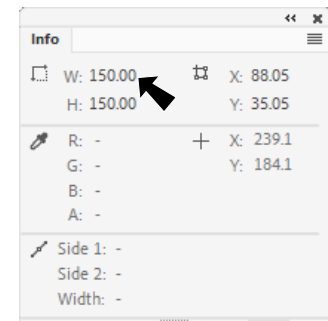 Info
W: 150.00 X: 88.05
H: 150.00 Y: 35.05
R: - X: 239.1
G: - Y: 184.1
B: -
A: -
Side 1: -
Side 2: -
Width: -